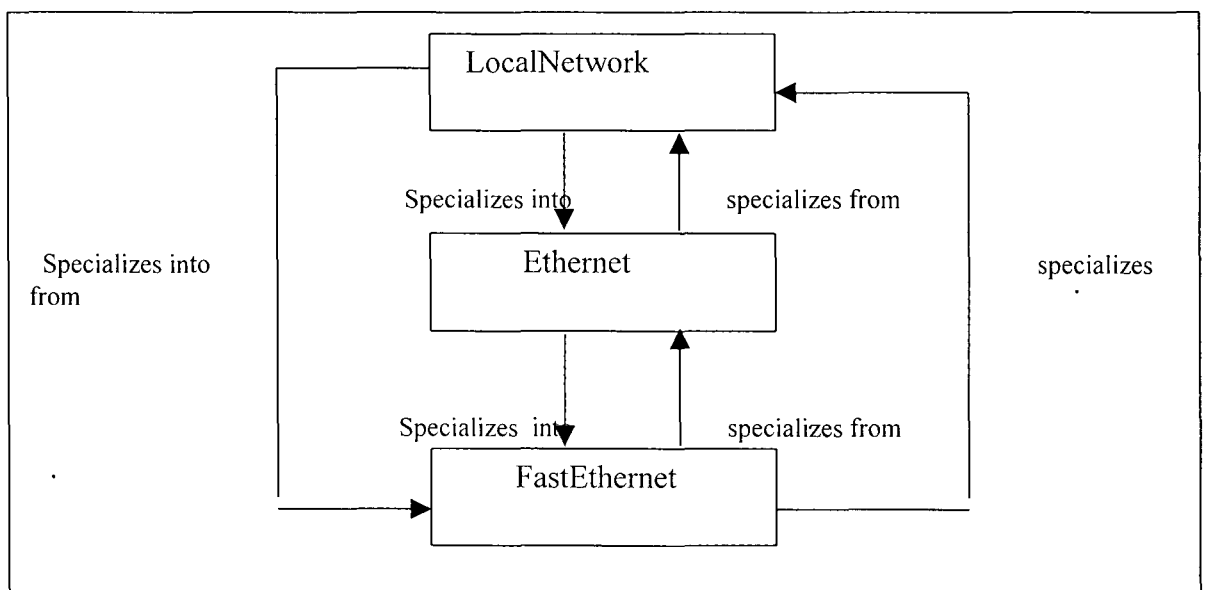 LocalNetwork
Specializes into specializes from
Ethernet
Specializes into specializes
from
Specializes into specializes from
FastEthernet